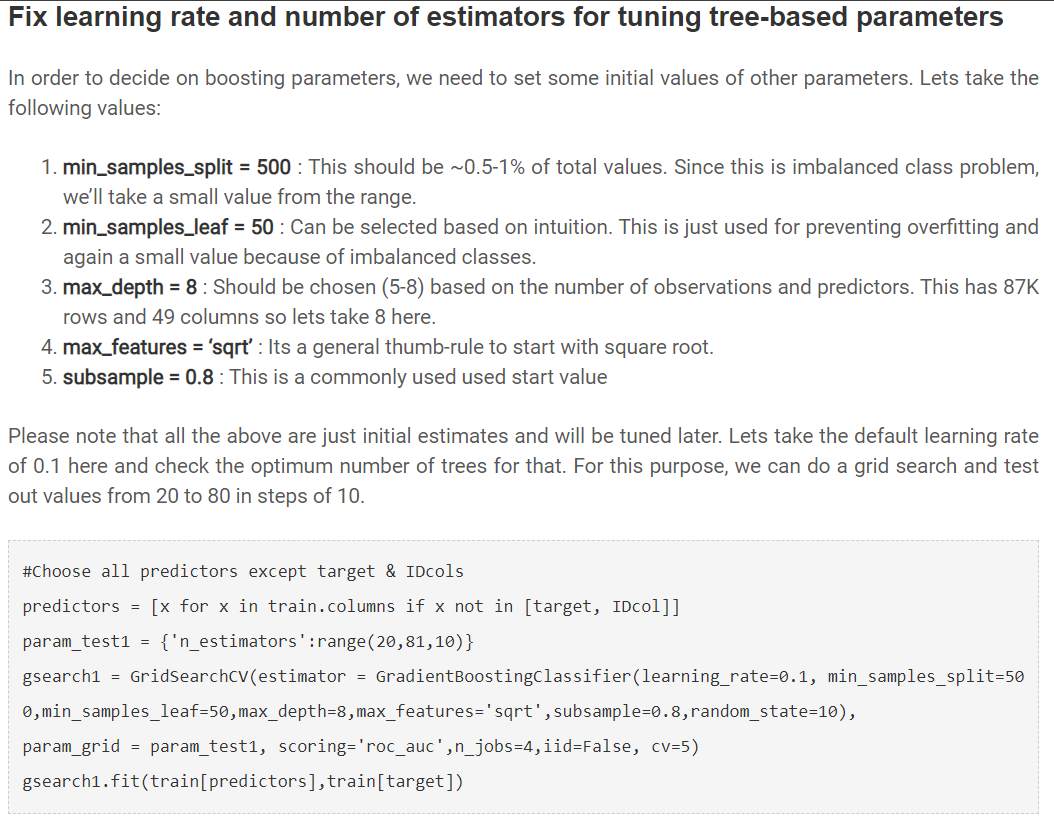 Fix learning rate and number of estimators for tuning tree-based parameters
In order to decide on boosting parameters, we need to set some initial values of other parameters. Lets take the
following values:
1. min_samples_split = 500 : This should be ~0.5-1% of total values. Since this is imbalanced class problem,
we’ll take a small value from the range.
2. min_samples_leaf = 50 : Can be selected based on intuition. This is just used for preventing overfitting and
again a small value because of imbalanced classes.
3. max_depth = 8 : Should be chosen (5-8) based on the number of observations and predictors. This has 87K
rows and 49 columns so lets take 8 here.
4. max_features = ‘sqrt’ : Its a general thumb-rule to start with square root.
5. subsample = 0.8 : This is a commonly used used start value
Please note that all the above are just initial estimates and will be tuned later. Lets take the default learning rate
of 0.1 here and check the optimum number of trees for that. For this purpose, we can do a grid search and test
out values from 20 to 80 in steps of 10.
#Choose all predictors except target & IDcols
predictors = [x for x in train.columns if x not in [target, IDcol]]
param_test1 = {'n_estimators':range(20,81,10)}
gsearch1 = GridSearchCV(estimator = GradientBoostingClassifier(learning_rate=0.1, min_samples_split=50
0,min_samples_leaf=50,max_depth=8,max_features='sqrt',subsample=0.8,random_state=10),
param_grid = param_test1, scoring='roc_auc',n_jobs=4,iid=False, cv=5)
gsearch1.fit(train[predictors],train[target])